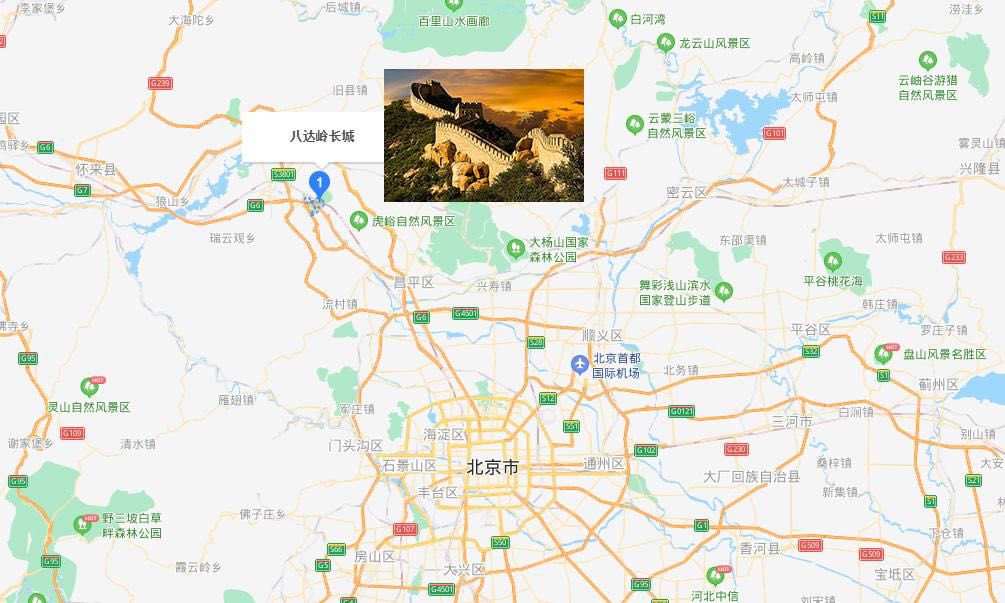 李家堡乡
大海陀乡
后城镇
百里山水画廊
白河湾
S11
涝洼乡
龙云山风景区
高岭镇
云岫谷游猎
自然风景区
G239
旧县镇
大师屯镇
云蒙三峪
自然风景区
G101
八达岭长城
雾灵山镇
G6
怀来县
S3801
1
G111
密云区
大城子镇
兴隆县
G7
狼山乡
G6
虎峪自然风景区
瑞云观乡
大杨山国家
森林公园
东邵渠镇
太师屯镇
G233
昌平区
兴寿镇
舞彩浅山滨水
国家登山步道
平谷桃花海
流村镇
G6
G4501
韩庄镇
顺义区
平谷区
罗庄子镇
S28
S32
HOT
盘山风景名胜区
G95
北京首都
国际机场
北务镇
S1
蓟州区
HOT
灵山自然风景区
雁翅镇
军庄镇
S12
G0121
白涧镇
三河市
G109
清水镇
门头沟区
海淀区
S51
别山镇
谢家堡乡
石景山区
北京市
通州区
G102
G230
桑梓镇
大安
G95
丰台区
大厂回族自治县
新集镇
S21
S1
佛子庄乡
HOT
野三坡白草
畔森林公园
G107
G1
下仓镇
S66
S50
香河县
G509
G509
G95
霞云岭乡
房山区
G5
大兴区
宝坻区
G4501
G95
HOT
河北中信